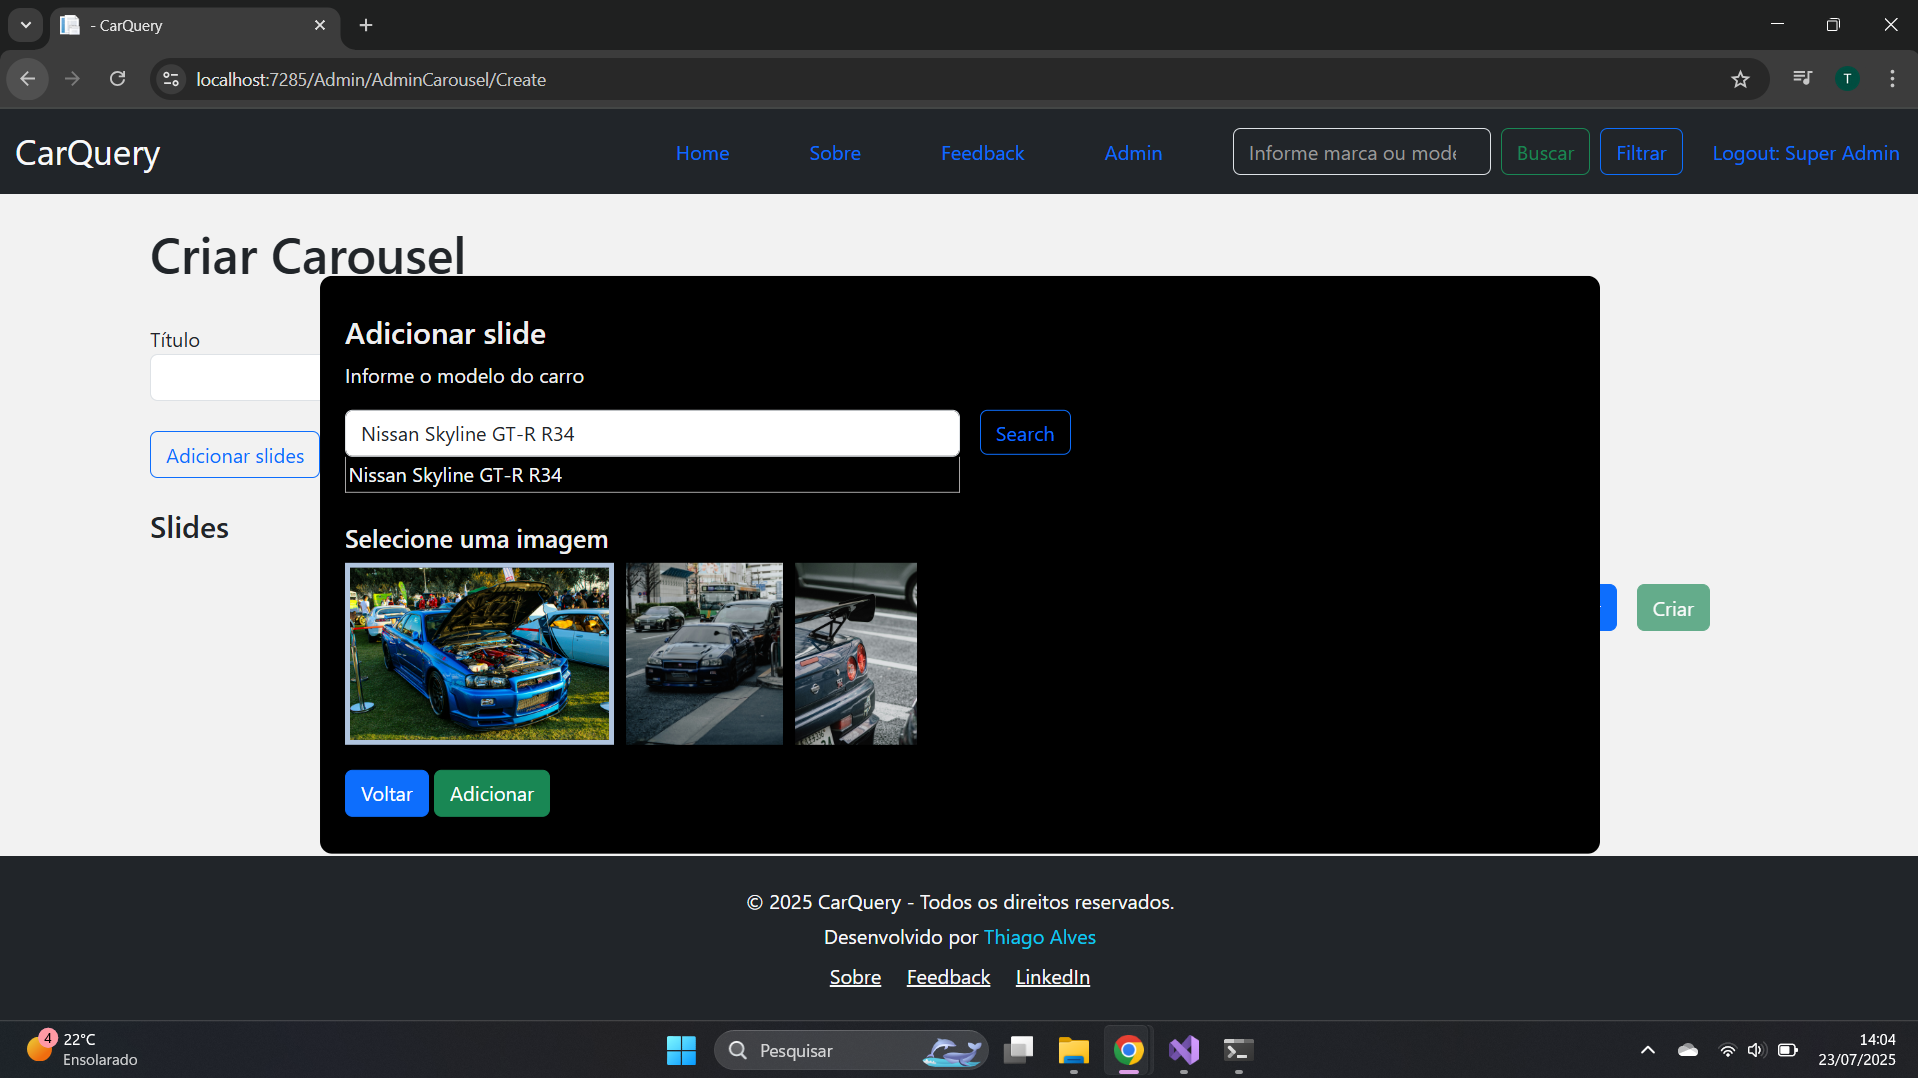 - CarQuery
localhost:7285/Admin/AdminCarousel/Create
T
CarQuery
Home
Sobre
Feedback
Admin
Informe marca ou mode
Buscar
Filtrar
Logout: Super Admin
Criar Carousel
Título
Adicionar slides
Slides
Adicionar slide
Informe o modelo do carro
Nissan Skyline GT-R R34
Search
Nissan Skyline GT-R R34
Selecione uma imagem
Voltar
Adicionar
Criar
© 2025 CarQuery - Todos os direitos reservados.
Desenvolvido por Thiago Alves
Sobre
Feedback
LinkedIn
4
22°C
Ensolarado
Pesquisar
14:04
23/07/2025